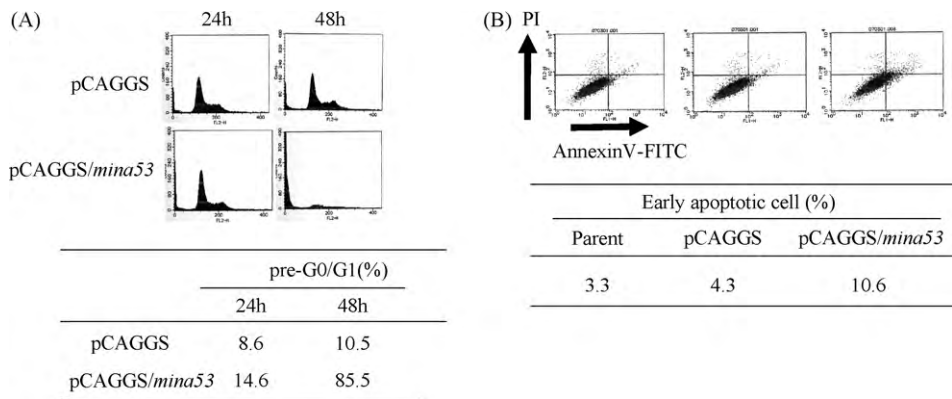 (A)
24h 48h
pCAGGS
pCAGGS/mina53
FL2-H
pre-G0/G1(%)
24h 48h
pCAGGS 8.6 10.5
pCAGGS/mina53 14.6 85.5
(B) PI
AnnexinV-FITC
Early apoptotic cell (%)
Parent pCAGGS pCAGGS/mina53
3.3 4.3 10.6